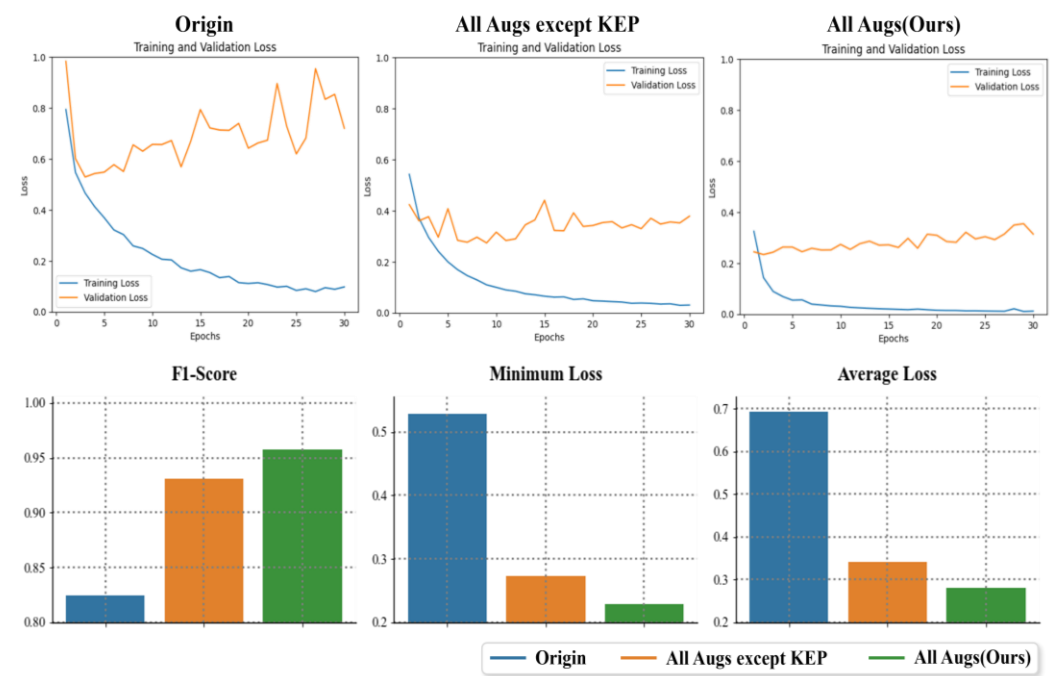 Origin
All Augs except KEP
All Augs(Ours)
Training and Validation Loss
Training and Validation Loss
Training and Validation Loss
1.0
0.8
0.6
0.4
0.2
0.0
Loss
Training Loss
Validation Loss
0
5
10
15
20
25
30
Epochs
1.0
0.8
0.6
0.4
0.2
0.0
Loss
Training Loss
Validation Loss
0
5
10
15
20
25
30
Epochs
1.0
0.8
0.6
0.4
0.2
0.0
Loss
Training Loss
Validation Loss
0
5
10
15
20
25
30
Epochs
F1-Score
1.00
0.95
0.90
0.85
0.80
Minimum Loss
0.5
0.4
0.3
0.2
Average Loss
0.7
0.6
0.5
0.4
0.3
0.2
Origin
All Augs except KEP
All Augs(Ours)